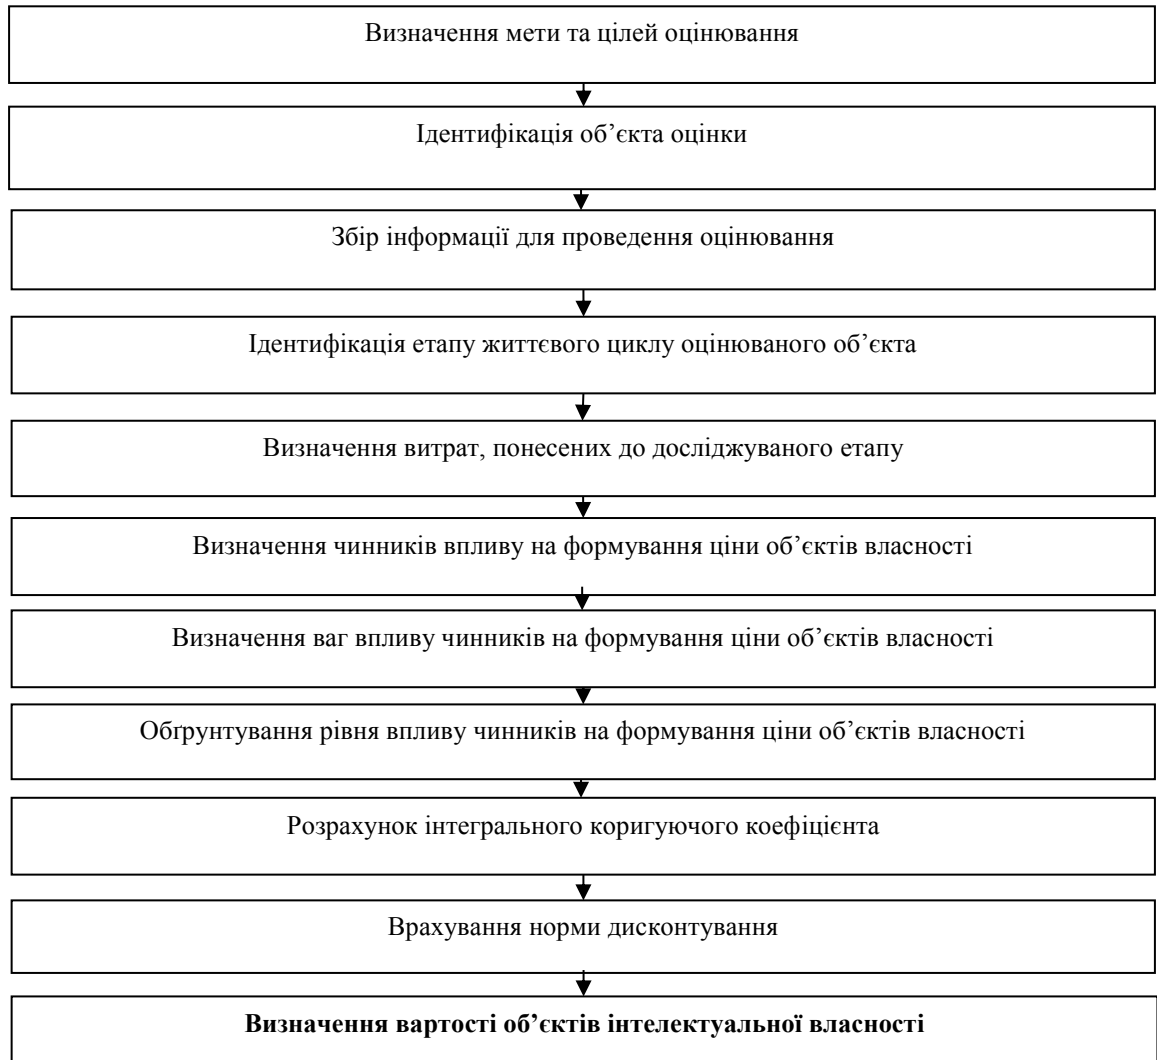 Визначення мети та цілей оцінювання
Ідентифікація об’єкта оцінки
Збір інформації для проведення оцінювання
Ідентифікація етапу життєвого циклу оцінюваного об’єкта
Визначення витрат, понесених до досліджуваного етапу
Визначення чинників впливу на формування ціни об’єктів власності
Визначення ваг впливу чинників на формування ціни об’єктів власності
Обґрунтування рівня впливу чинників на формування ціни об’єктів власності
Розрахунок інтегрального коригуючого коефіцієнта
Врахування норми дисконтування
Визначення вартості об’єктів інтелектуальної власності